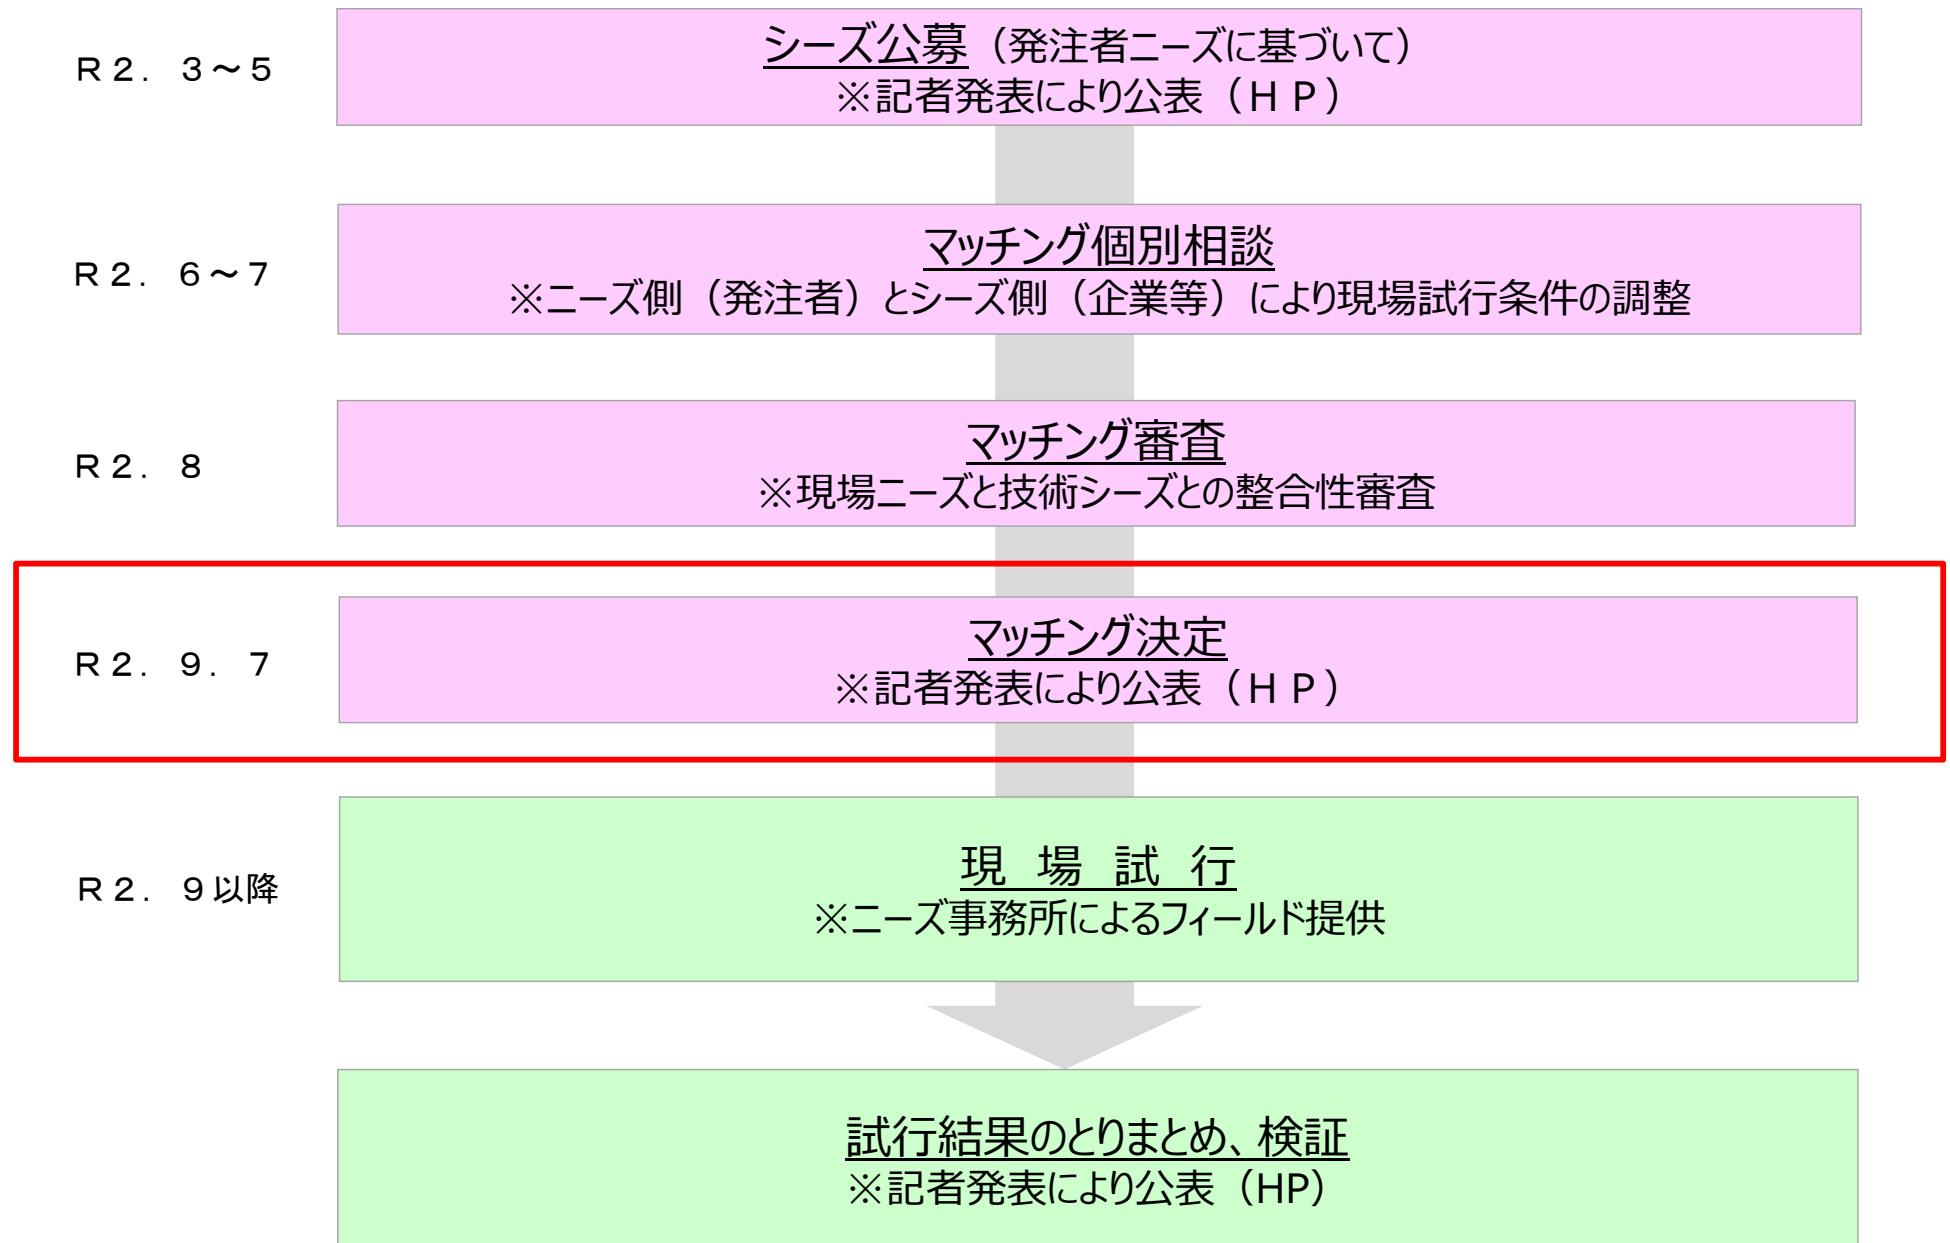 R２．３～５
シーズ公募（発注者ニーズに基づいて）
※記者発表により公表（ＨＰ）
R２．６～７
マッチング個別相談
※ニーズ側（発注者）とシーズ側（企業等）により現場試行条件の調整
R２．８
マッチング審査
※現場ニーズと技術シーズとの整合性審査
R２．９．７
マッチング決定
※記者発表により公表（ＨＰ）
R２．９以降
現　場　試　行
※ニーズ事務所によるフィールド提供
試行結果のとりまとめ、検証
※記者発表により公表（HP）